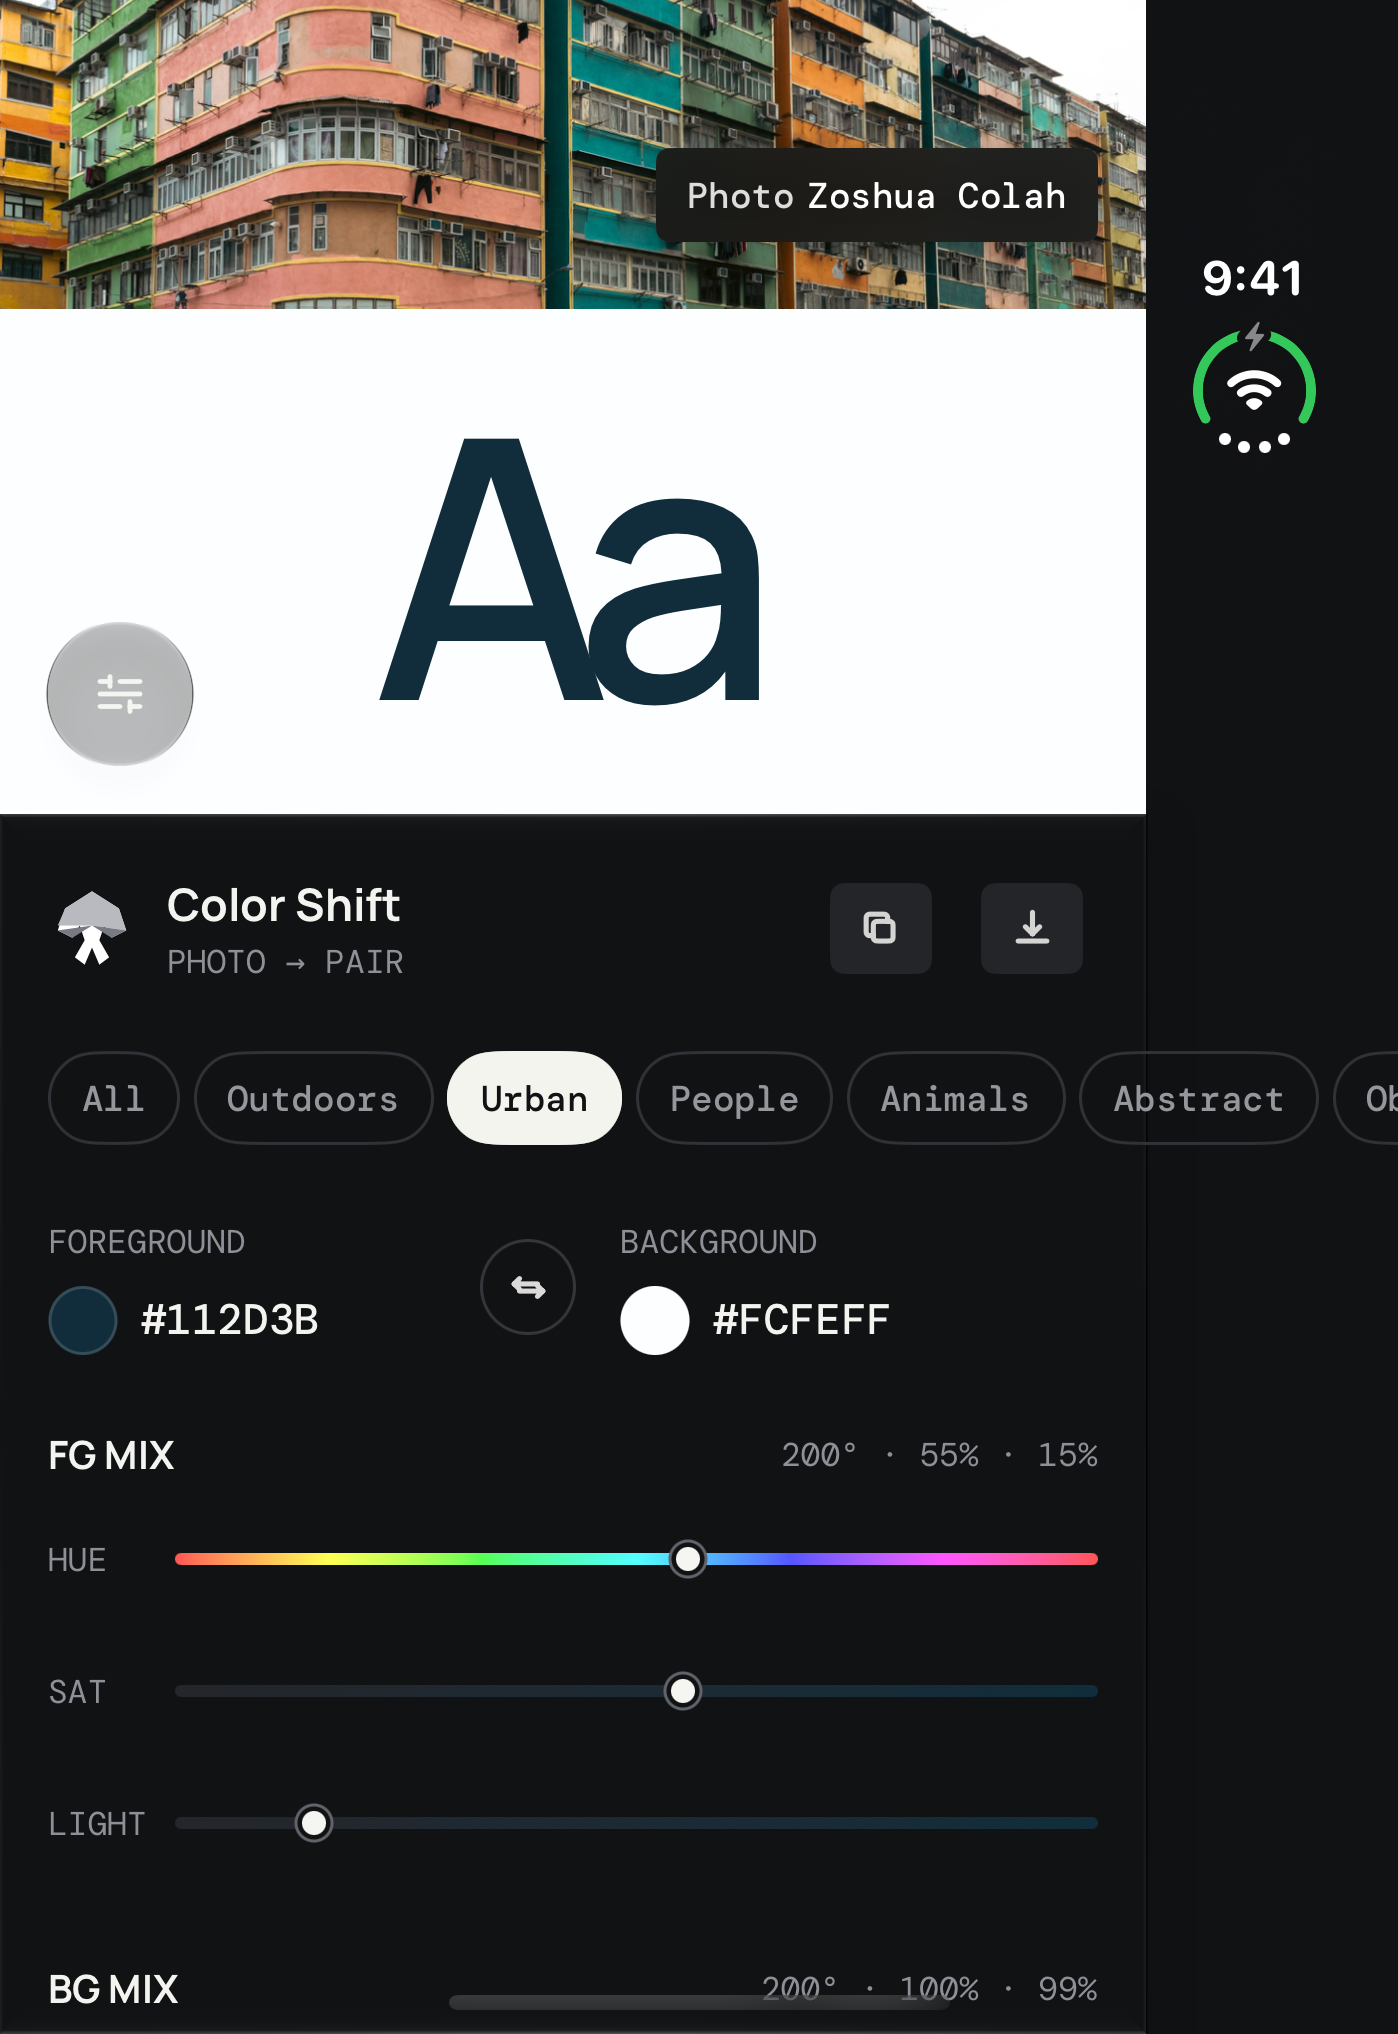 Photo Zoshua Colah
9:41
Aa
Color Shift
PHOTO → PAIR
All Outdoors Urban People Animals Abstract
FOREGROUND BACKGROUND
#112D3B #FCFEFF
FG MIX 200° · 55% · 15%
HUE
SAT
LIGHT
BG MIX 200° · 100% · 99%